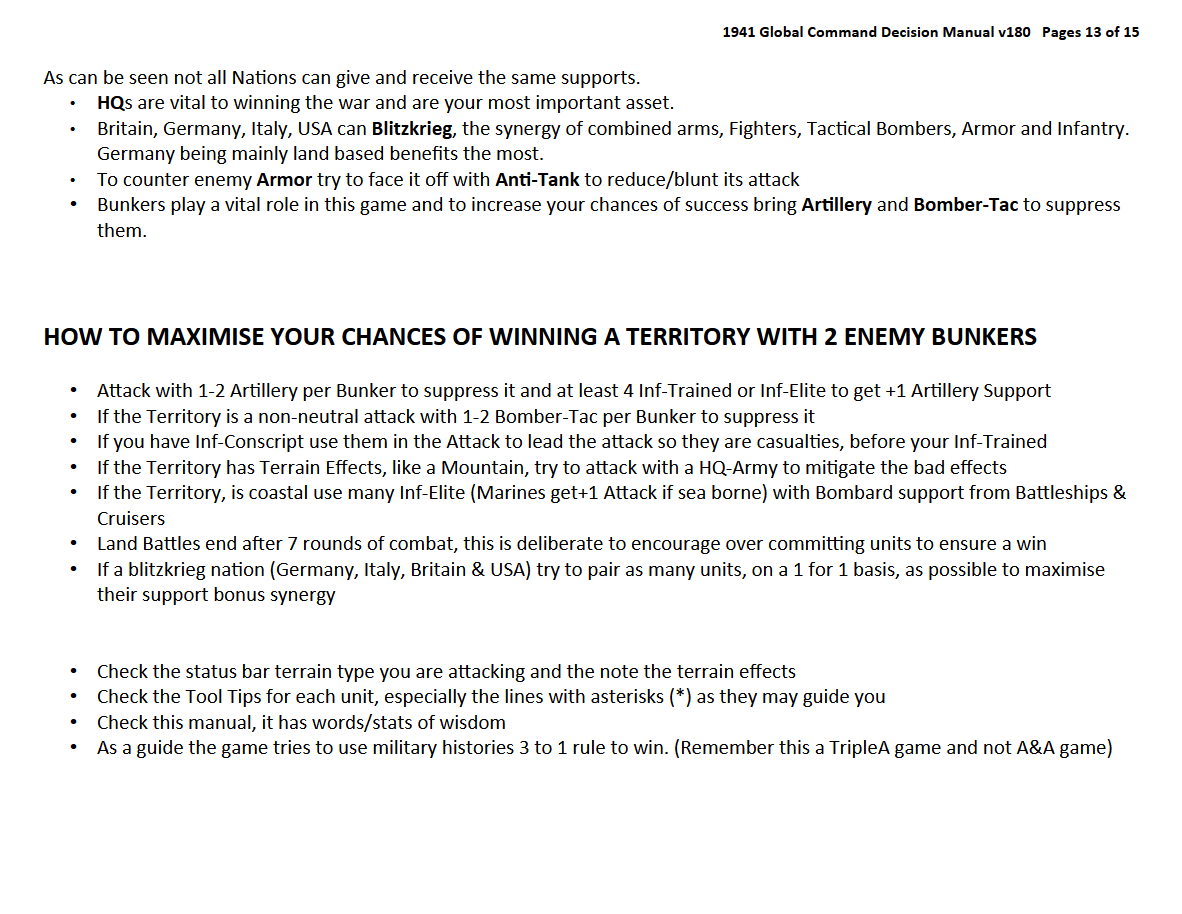 1941 Global Command Decision Manual v180 Pages 13 of 15
As can be seen not all Nations can give and receive the same supports.
• HQs are vital to winning the war and are your most important asset.
• Britain, Germany, Italy, USA can Blitzkrieg, the synergy of combined arms, Fighters, Tactical Bombers, Armor and Infantry.
Germany being mainly land based benefits the most.
• To counter enemy Armor try to face it off with Anti-Tank to reduce/blunt its attack
• Bunkers play a vital role in this game and to increase your chances of success bring Artillery and Bomber-Tac to suppress
them.
HOW TO MAXIMISE YOUR CHANCES OF WINNING A TERRITORY WITH 2 ENEMY BUNKERS
• Attack with 1-2 Artillery per Bunker to suppress it and at least 4 Inf-Trained or Inf-Elite to get +1 Artillery Support
• If the Territory is a non-neutral attack with 1-2 Bomber-Tac per Bunker to suppress it
• If you have Inf-Conscript use them in the Attack to lead the attack so they are casualties, before your Inf-Trained
• If the Territory has Terrain Effects, like a Mountain, try to attack with a HQ-Army to mitigate the bad effects
• If the Territory, is coastal use many Inf-Elite (Marines get+1 Attack if sea borne) with Bombard support from Battleships &
Cruisers
• Land Battles end after 7 rounds of combat, this is deliberate to encourage over committing units to ensure a win
• If a blitzkrieg nation (Germany, Italy, Britain & USA) try to pair as many units, on a 1 for 1 basis, as possible to maximise
their support bonus synergy
• Check the status bar terrain type you are attacking and the note the terrain effects
• Check the Tool Tips for each unit, especially the lines with asterisks (*) as they may guide you
• Check this manual, it has words/stats of wisdom
• As a guide the game tries to use military histories 3 to 1 rule to win. (Remember this a TripleA game and not A&A game)